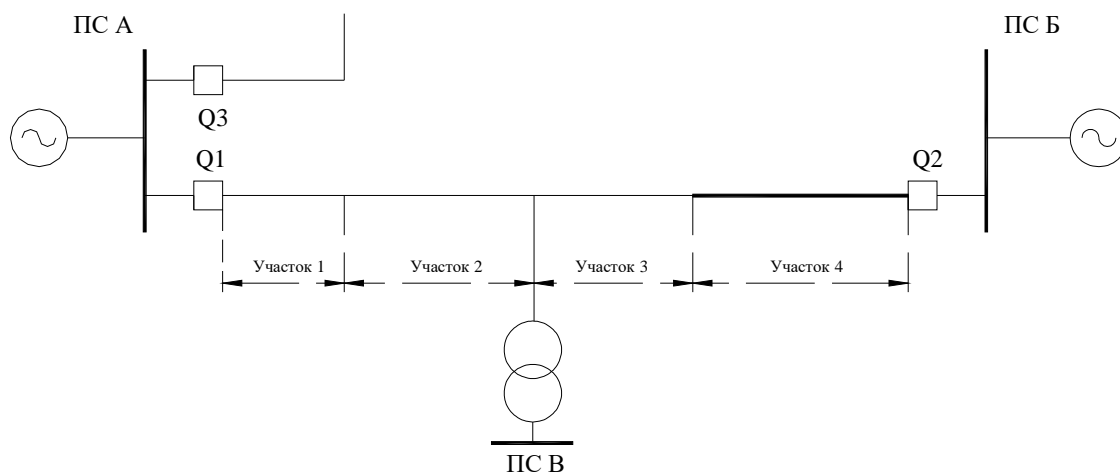 ПС А
ПС Б
Q3
Q1
Q2
Участок 1
Участок 2
Участок 3
Участок 4
ПС В